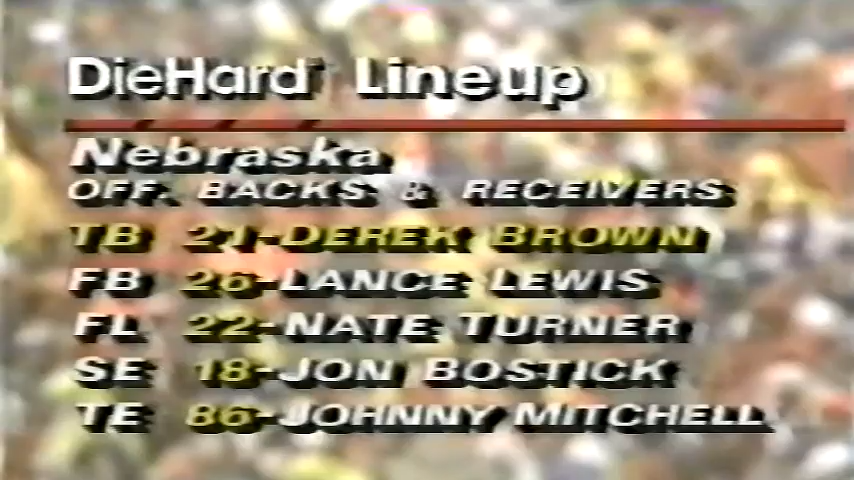 DieHard Lineup
Nebraska
OFF. BACKS & RECEIVERS
TB 21-DEREK BROWN
FB 26-LANCE LEWIS
FL 22-NATE TURNER
SE 18-JON BOSTICK
TE 86-JOHNNY MITCHELL